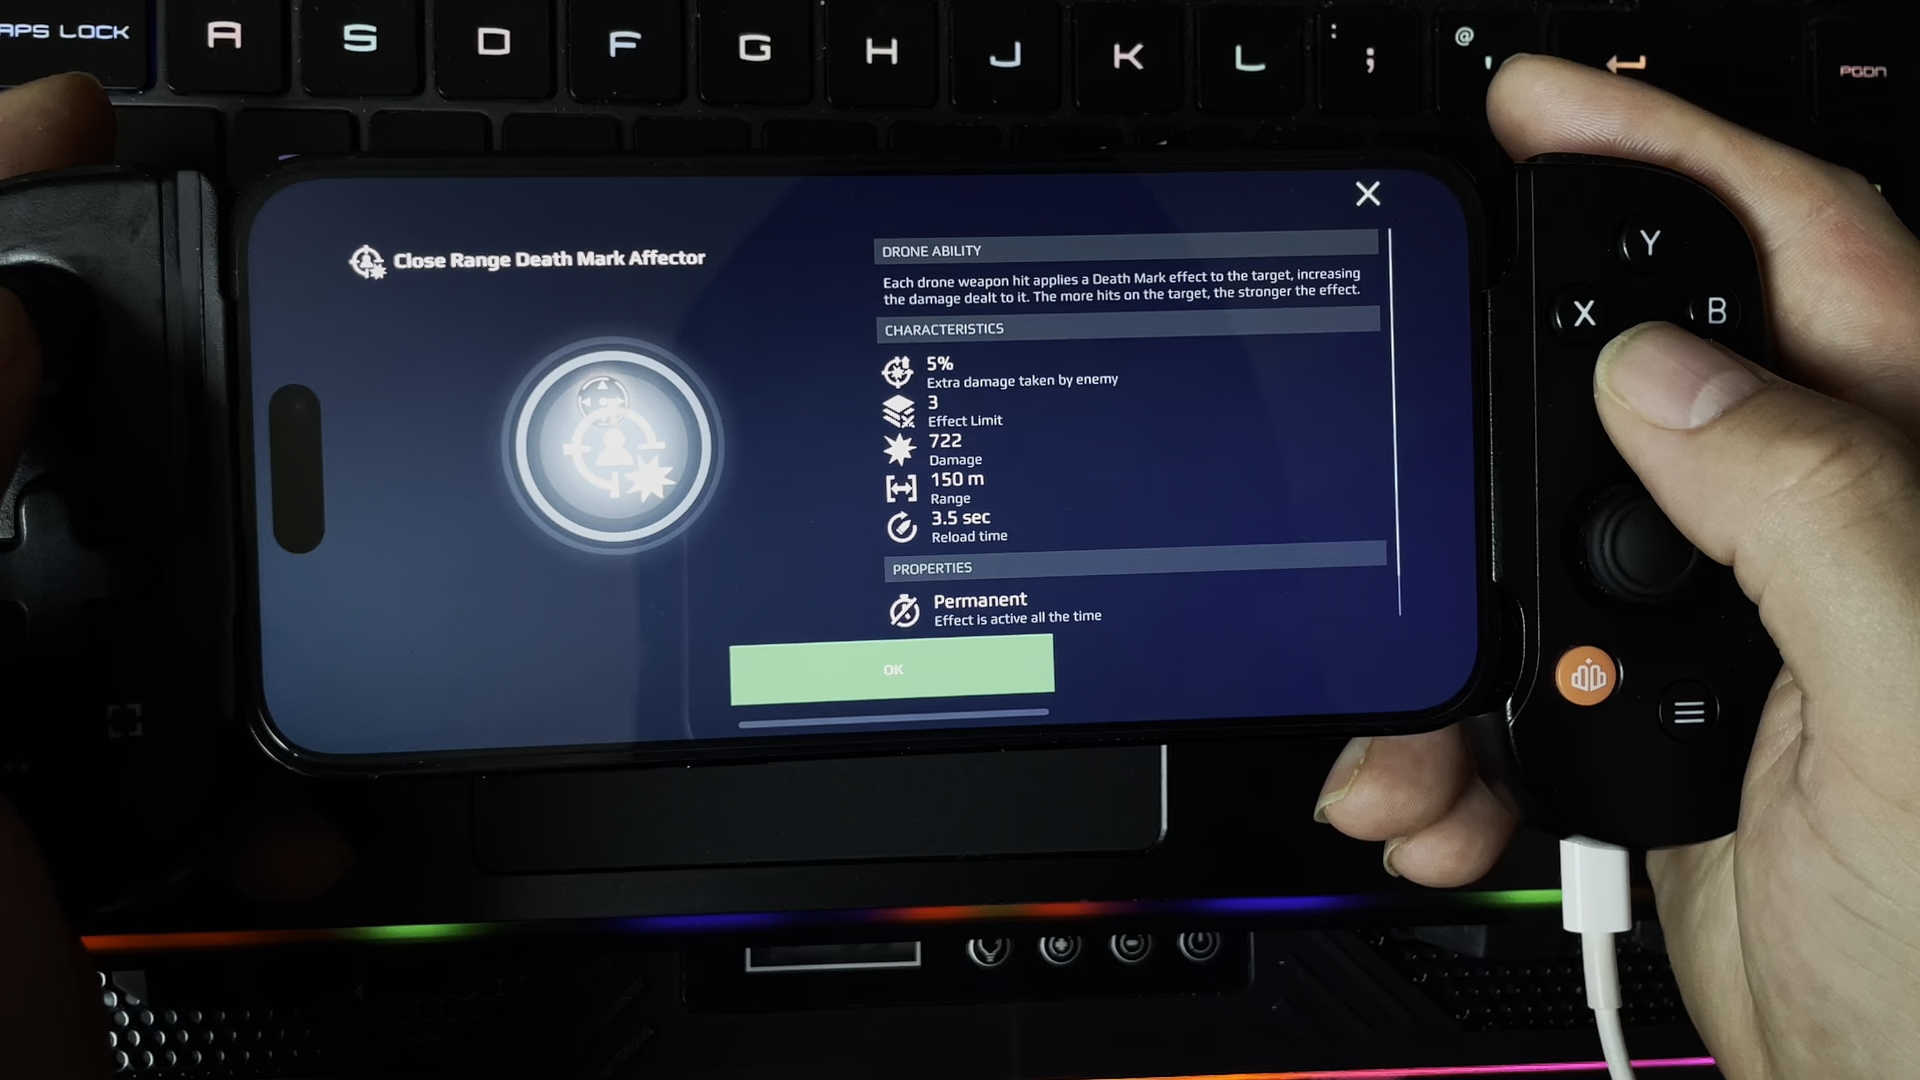 APS LOCK
A
S
D
F
G
H
J
K
L
:
;
@
'
PGDN
Close Range Death Mark Affector
DRONE ABILITY
Each drone weapon hit applies a Death Mark effect to the target, increasing
the damage dealt to it. The more hits on the target, the stronger the effect.
CHARACTERISTICS
5%
Extra damage taken by enemy
3
Effect Limit
722
Damage
150 m
Range
3.5 sec
Reload time
PROPERTIES
Permanent
Effect is active all the time
OK
Y
X
B